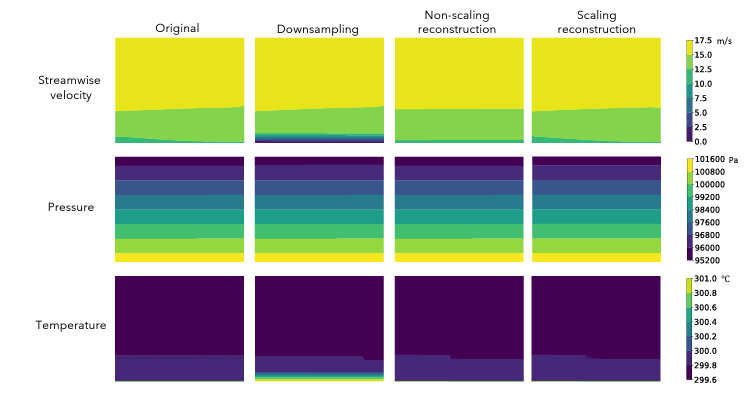 Original
Downsampling
Non-scaling
reconstruction
Scaling
reconstruction
Streamwise
velocity
17.5 m/s
15.0
12.5
10.0
7.5
5.0
2.5
0.0
Pressure
101600 Pa
100800
100000
99200
98400
97600
96800
96000
95200
Temperature
301.0 °C
300.8
300.6
300.4
300.2
300.0
299.8
299.6